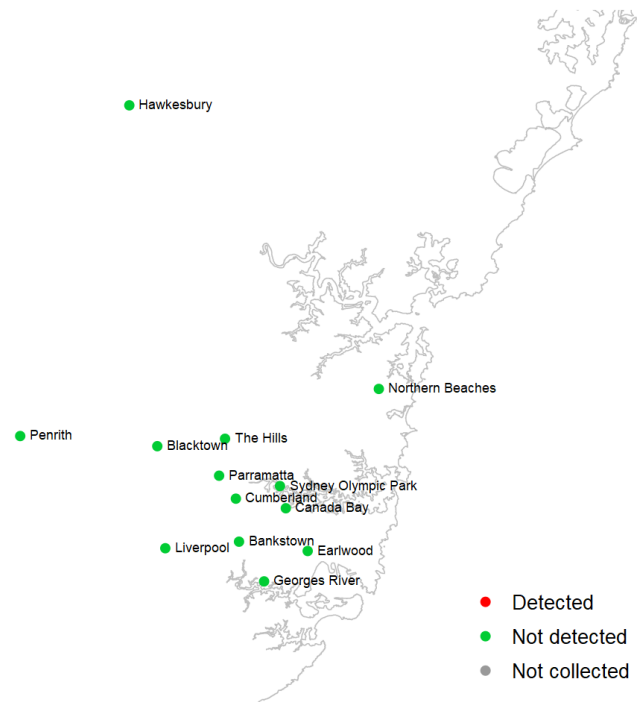 Hawkesbury
Northern Beaches
Penrith
The Hills
Blacktown
Parramatta
Sydney Olympic Park
Cumberland
Canada Bay
Bankstown
Liverpool
Earlwood
Georges River
Detected
Not detected
Not collected